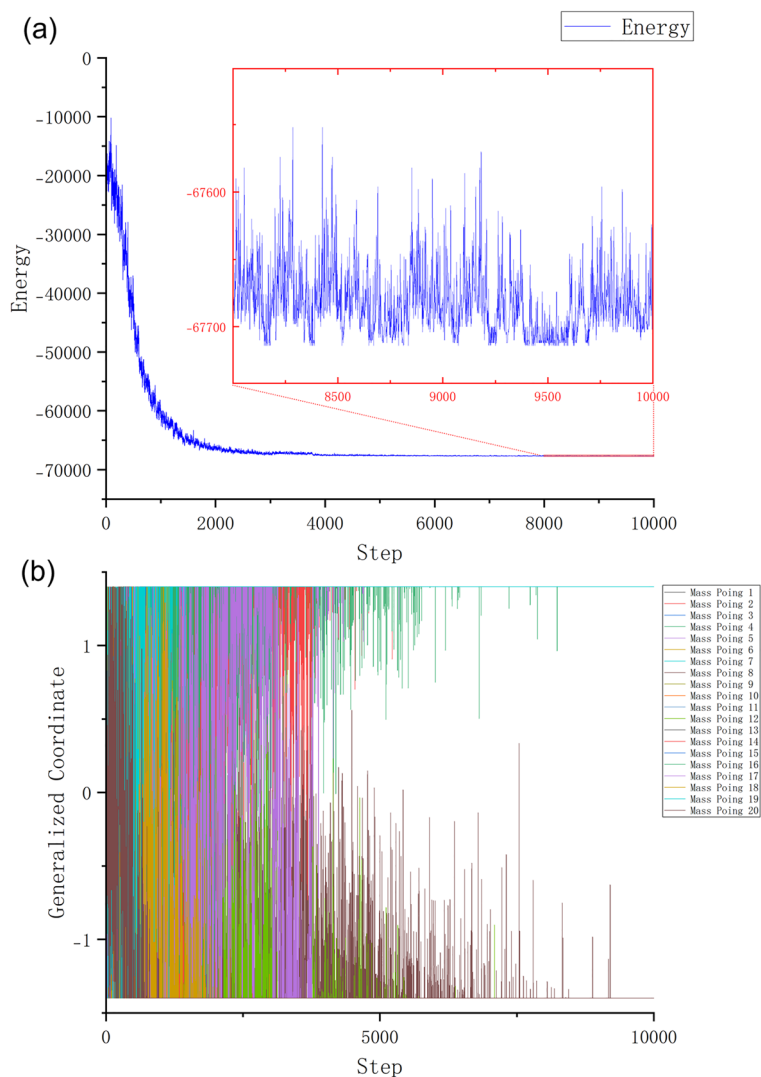 (a)
Energy
0
-10000
-20000
-30000
-40000
-50000
-60000
-70000
Energy
-67600
-67700
8500
9000
9500
10000
0
2000
4000
6000
8000
10000
Step
(b)
1
0
-1
Generalized Coordinate
0
5000
10000
Step
Mass Poing 1
Mass Poing 2
Mass Poing 3
Mass Poing 4
Mass Poing 5
Mass Poing 6
Mass Poing 7
Mass Poing 8
Mass Poing 9
Mass Poing 10
Mass Poing 11
Mass Poing 12
Mass Poing 13
Mass Poing 14
Mass Poing 15
Mass Poing 16
Mass Poing 17
Mass Poing 18
Mass Poing 19
Mass Poing 20